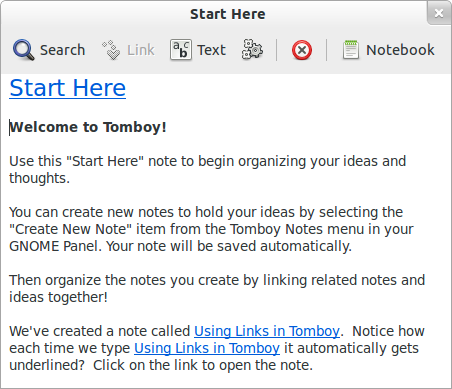 Start Here
Search Link Text Notebook
Start Here
Welcome to Tomboy!
Use this "Start Here" note to begin organizing your ideas and
thoughts.
You can create new notes to hold your ideas by selecting the
"Create New Note" item from the Tomboy Notes menu in your
GNOME Panel. Your note will be saved automatically.
Then organize the notes you create by linking related notes and
ideas together!
We've created a note called Using Links in Tomboy.  Notice how
each time we type Using Links in Tomboy it automatically gets
underlined?  Click on the link to open the note.